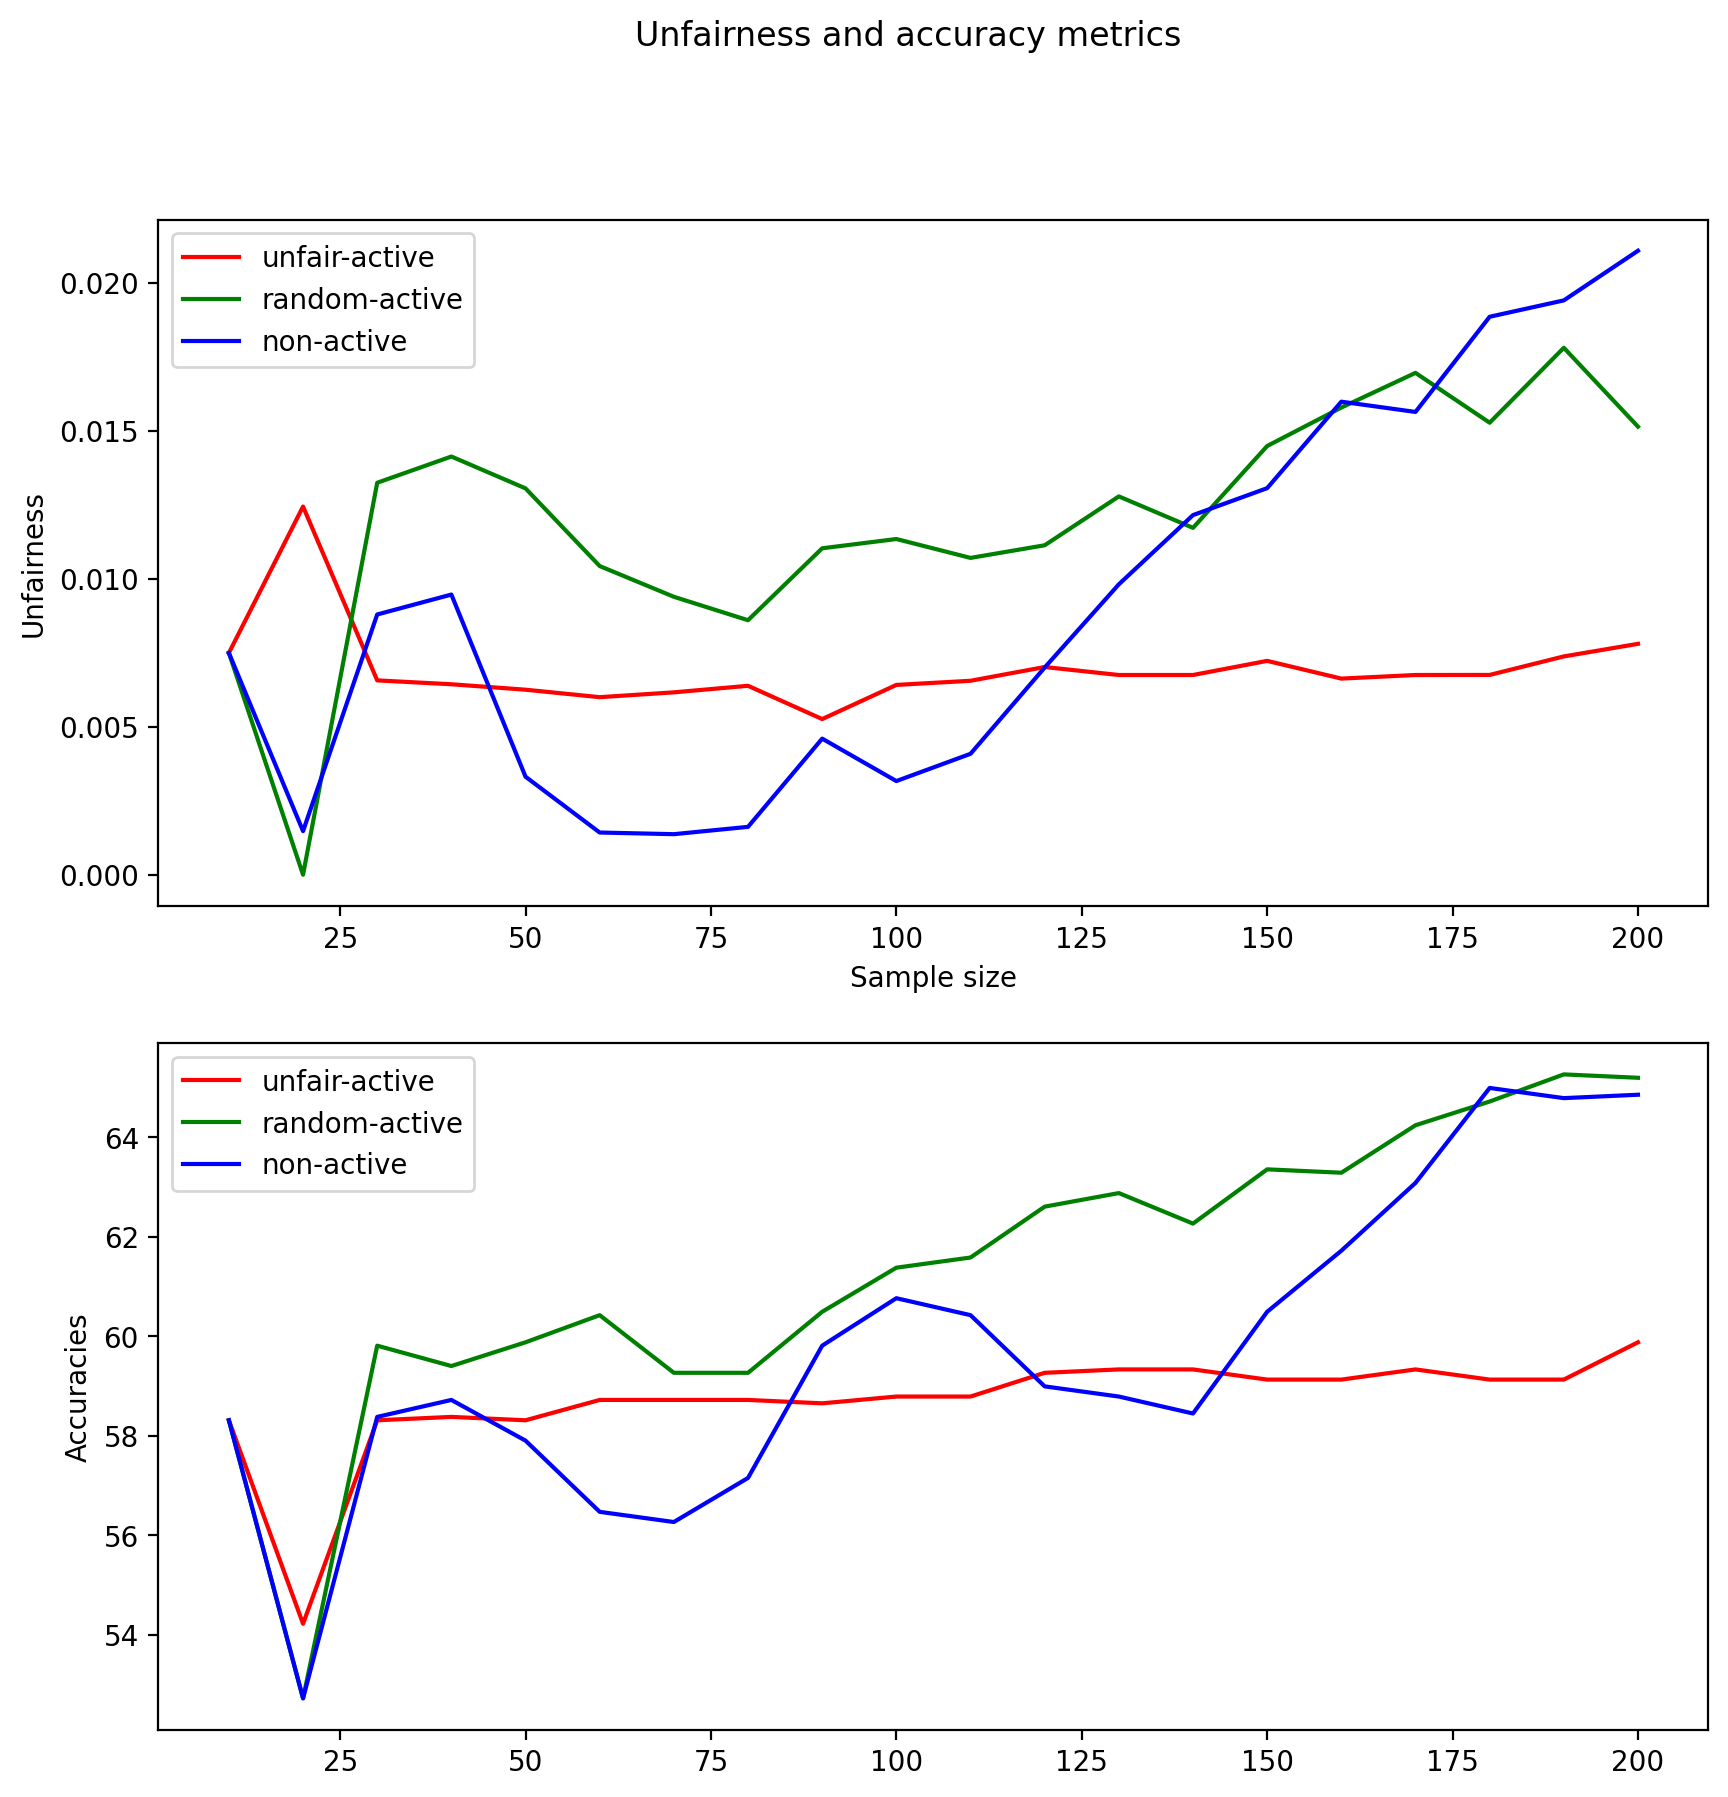 Unfairness and accuracy metrics
unfair-active
random-active
non-active
0.020
0.015
0.010
0.005
0.000
Unfairness
25 50 75 100 125 150 175 200
Sample size
unfair-active
random-active
non-active
64
62
60
58
56
54
Accuracies
25 50 75 100 125 150 175 200